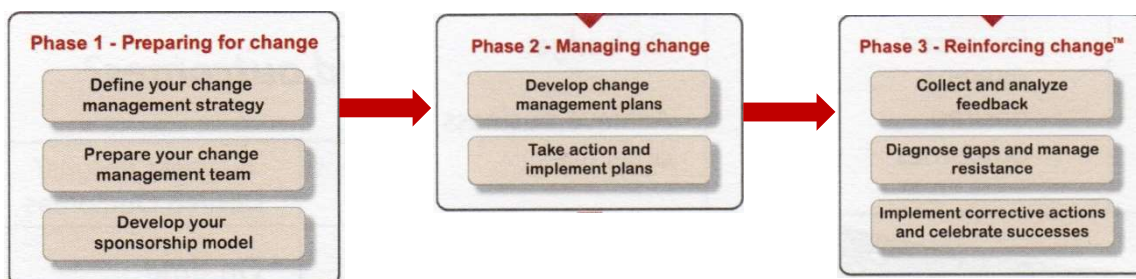 Phase 1 - Preparing for change
Define your change
management strategy
Prepare your change
management team
Develop your
sponsorship model
Phase 2 - Managing change
Develop change
management plans
Take action and
implement plans
Phase 3 - Reinforcing change™
Collect and analyze
feedback
Diagnose gaps and manage
resistance
Implement corrective actions
and celebrate successes